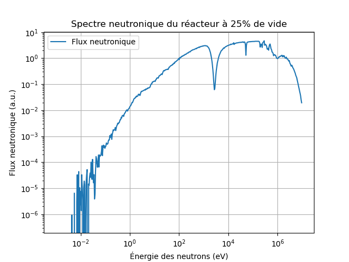 Spectre neutronique du réacteur à 25% de vide
Flux neutronique
Flux neutronique (a.u.)
10¹
10⁰
10⁻¹
10⁻²
10⁻³
10⁻⁴
10⁻⁵
10⁻⁶
10⁻² 10⁰ 10² 10⁴ 10⁶
Énergie des neutrons (eV)